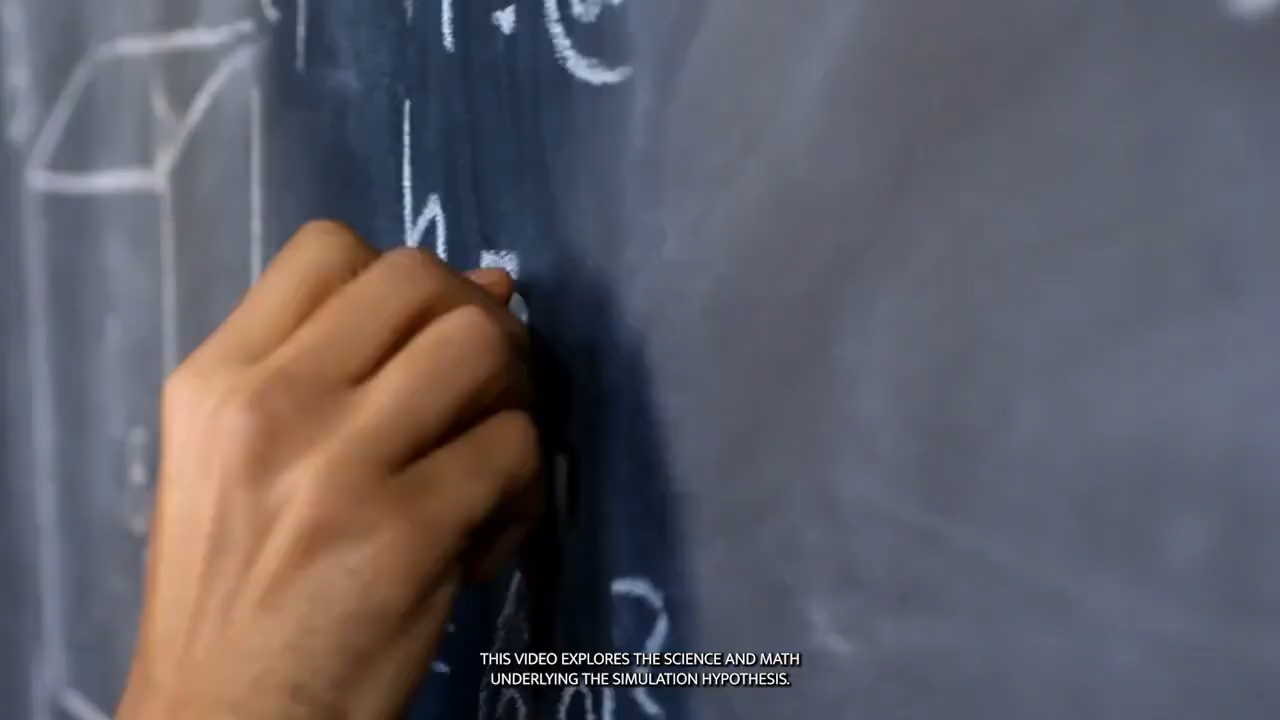 h
THIS VIDEO EXPLORES THE SCIENCE AND MATH
UNDERLYING THE SIMULATION HYPOTHESIS.